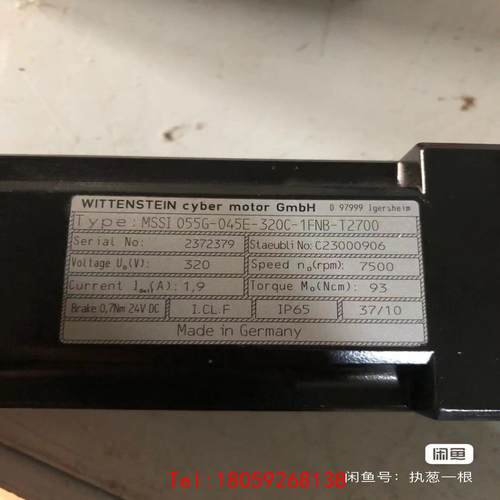 WITTENSTEIN cyber motor GmbH D 97999 Igersheim
Type: MSSI 055G-045E-320C-1FNB-T2700
Serial No: 2372379 Staeubli No: C23000906
Voltage U₀(V): 320 Speed n₀(rpm): 7500
Current I₀eff(A): 1,9 Torque M₀(Ncm): 93
Brake 0,7Nm 24V DC I.CL.F IP65 37/10
Made in Germany
闲鱼
Tel:18059268138 闲鱼号：执葱一根